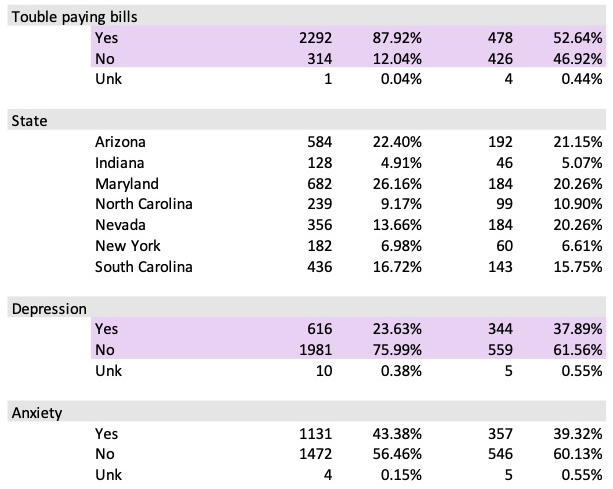 Touble paying bills
Yes 2292 87.92% 478 52.64%
No 314 12.04% 426 46.92%
Unk 1 0.04% 4 0.44%
State
Arizona 584 22.40% 192 21.15%
Indiana 128 4.91% 46 5.07%
Maryland 682 26.16% 184 20.26%
North Carolina 239 9.17% 99 10.90%
Nevada 356 13.66% 184 20.26%
New York 182 6.98% 60 6.61%
South Carolina 436 16.72% 143 15.75%
Depression
Yes 616 23.63% 344 37.89%
No 1981 75.99% 559 61.56%
Unk 10 0.38% 5 0.55%
Anxiety
Yes 1131 43.38% 357 39.32%
No 1472 56.46% 546 60.13%
Unk 4 0.15% 5 0.55%